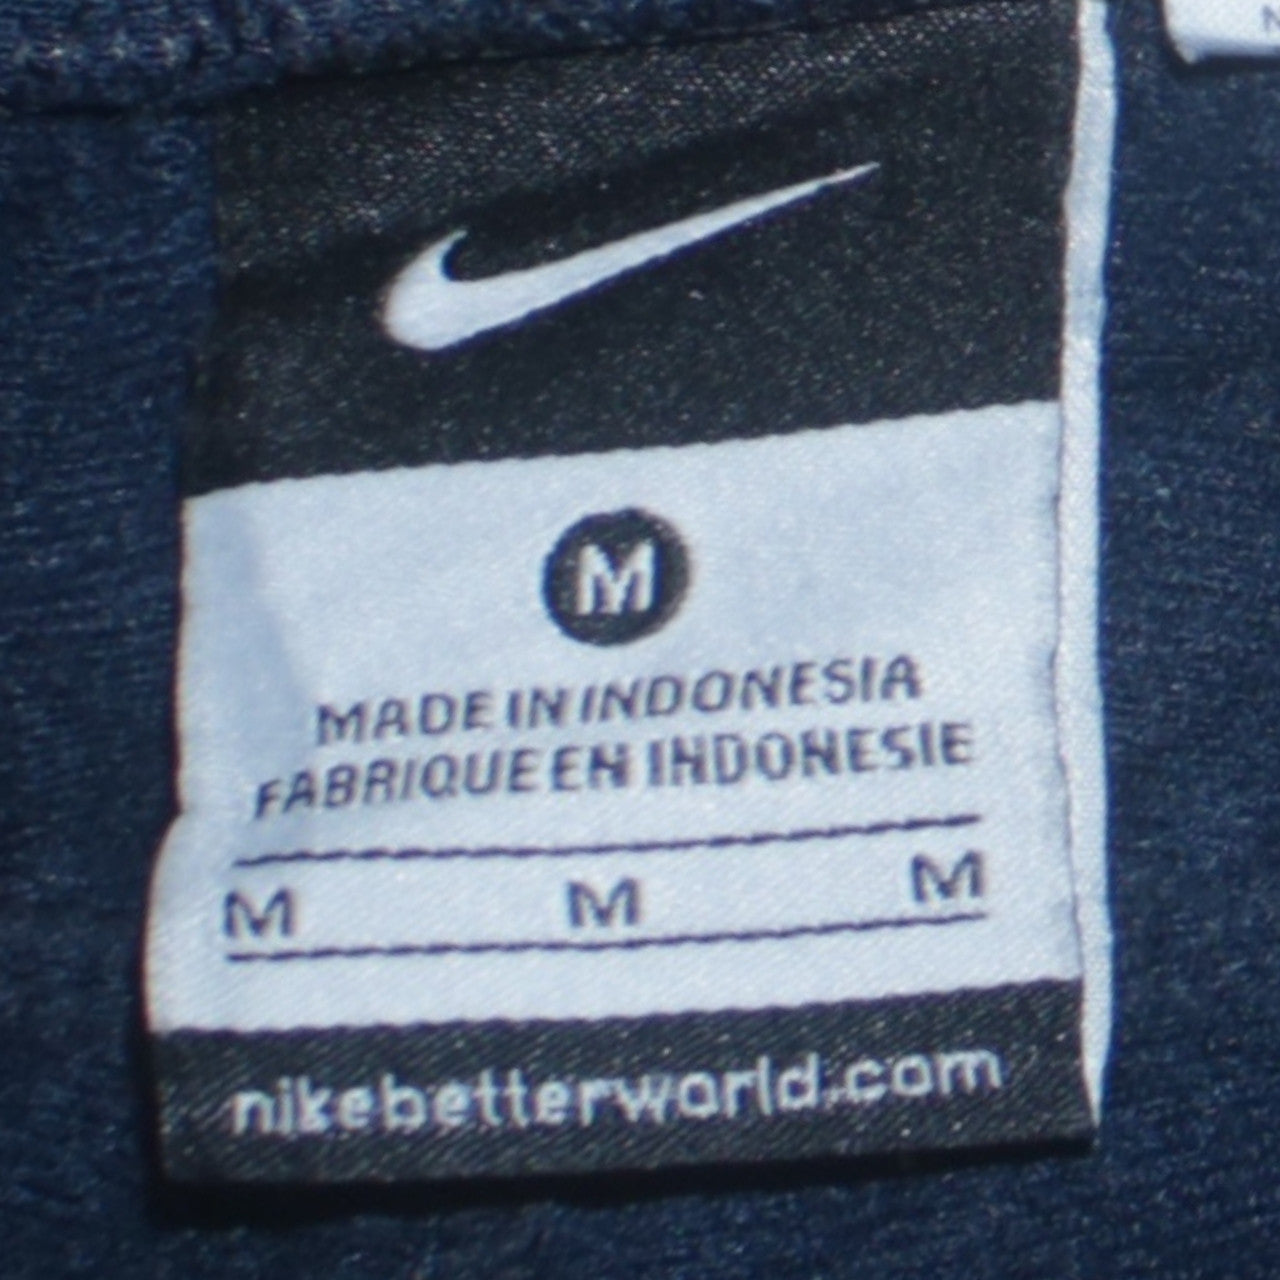 M
MADE IN INDONESIA
FABRIQUE EN INDONESIE
M M M
nikebetterworld.com